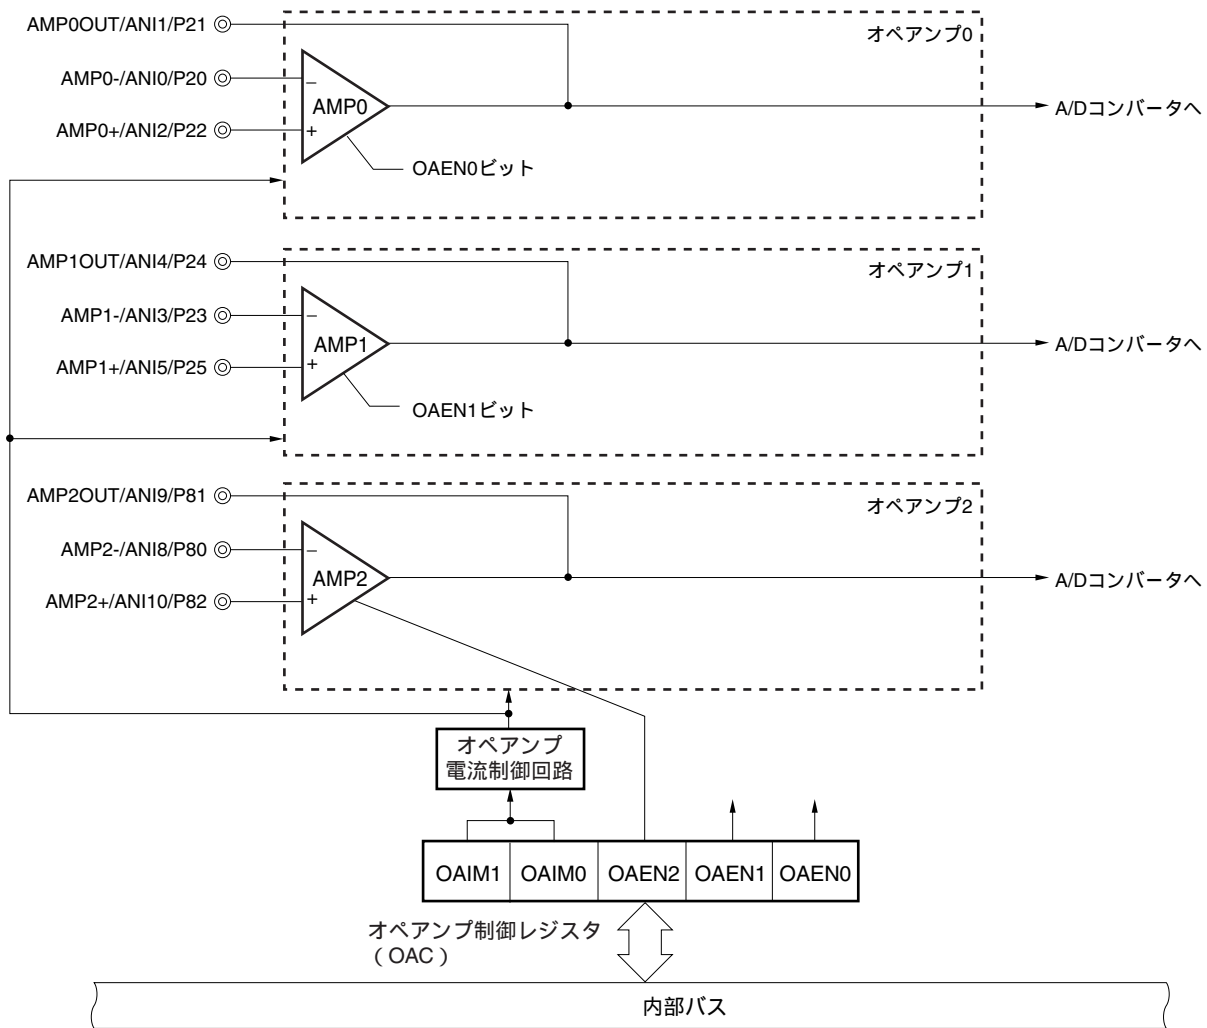 AMP0OUT/ANI1/P21
オペアンプ0
AMP0-/ANI0/P20
−
AMP0
A/Dコンバータへ
AMP0+/ANI2/P22
+
OAEN0ビット
AMP1OUT/ANI4/P24
オペアンプ1
AMP1-/ANI3/P23
−
AMP1
A/Dコンバータへ
AMP1+/ANI5/P25
+
OAEN1ビット
AMP2OUT/ANI9/P81
オペアンプ2
AMP2-/ANI8/P80
−
AMP2
A/Dコンバータへ
AMP2+/ANI10/P82
+
オペアンプ
電流制御回路
OAIM1 OAIM0 OAEN2 OAEN1 OAEN0
オペアンプ制御レジスタ
（OAC）
内部バス